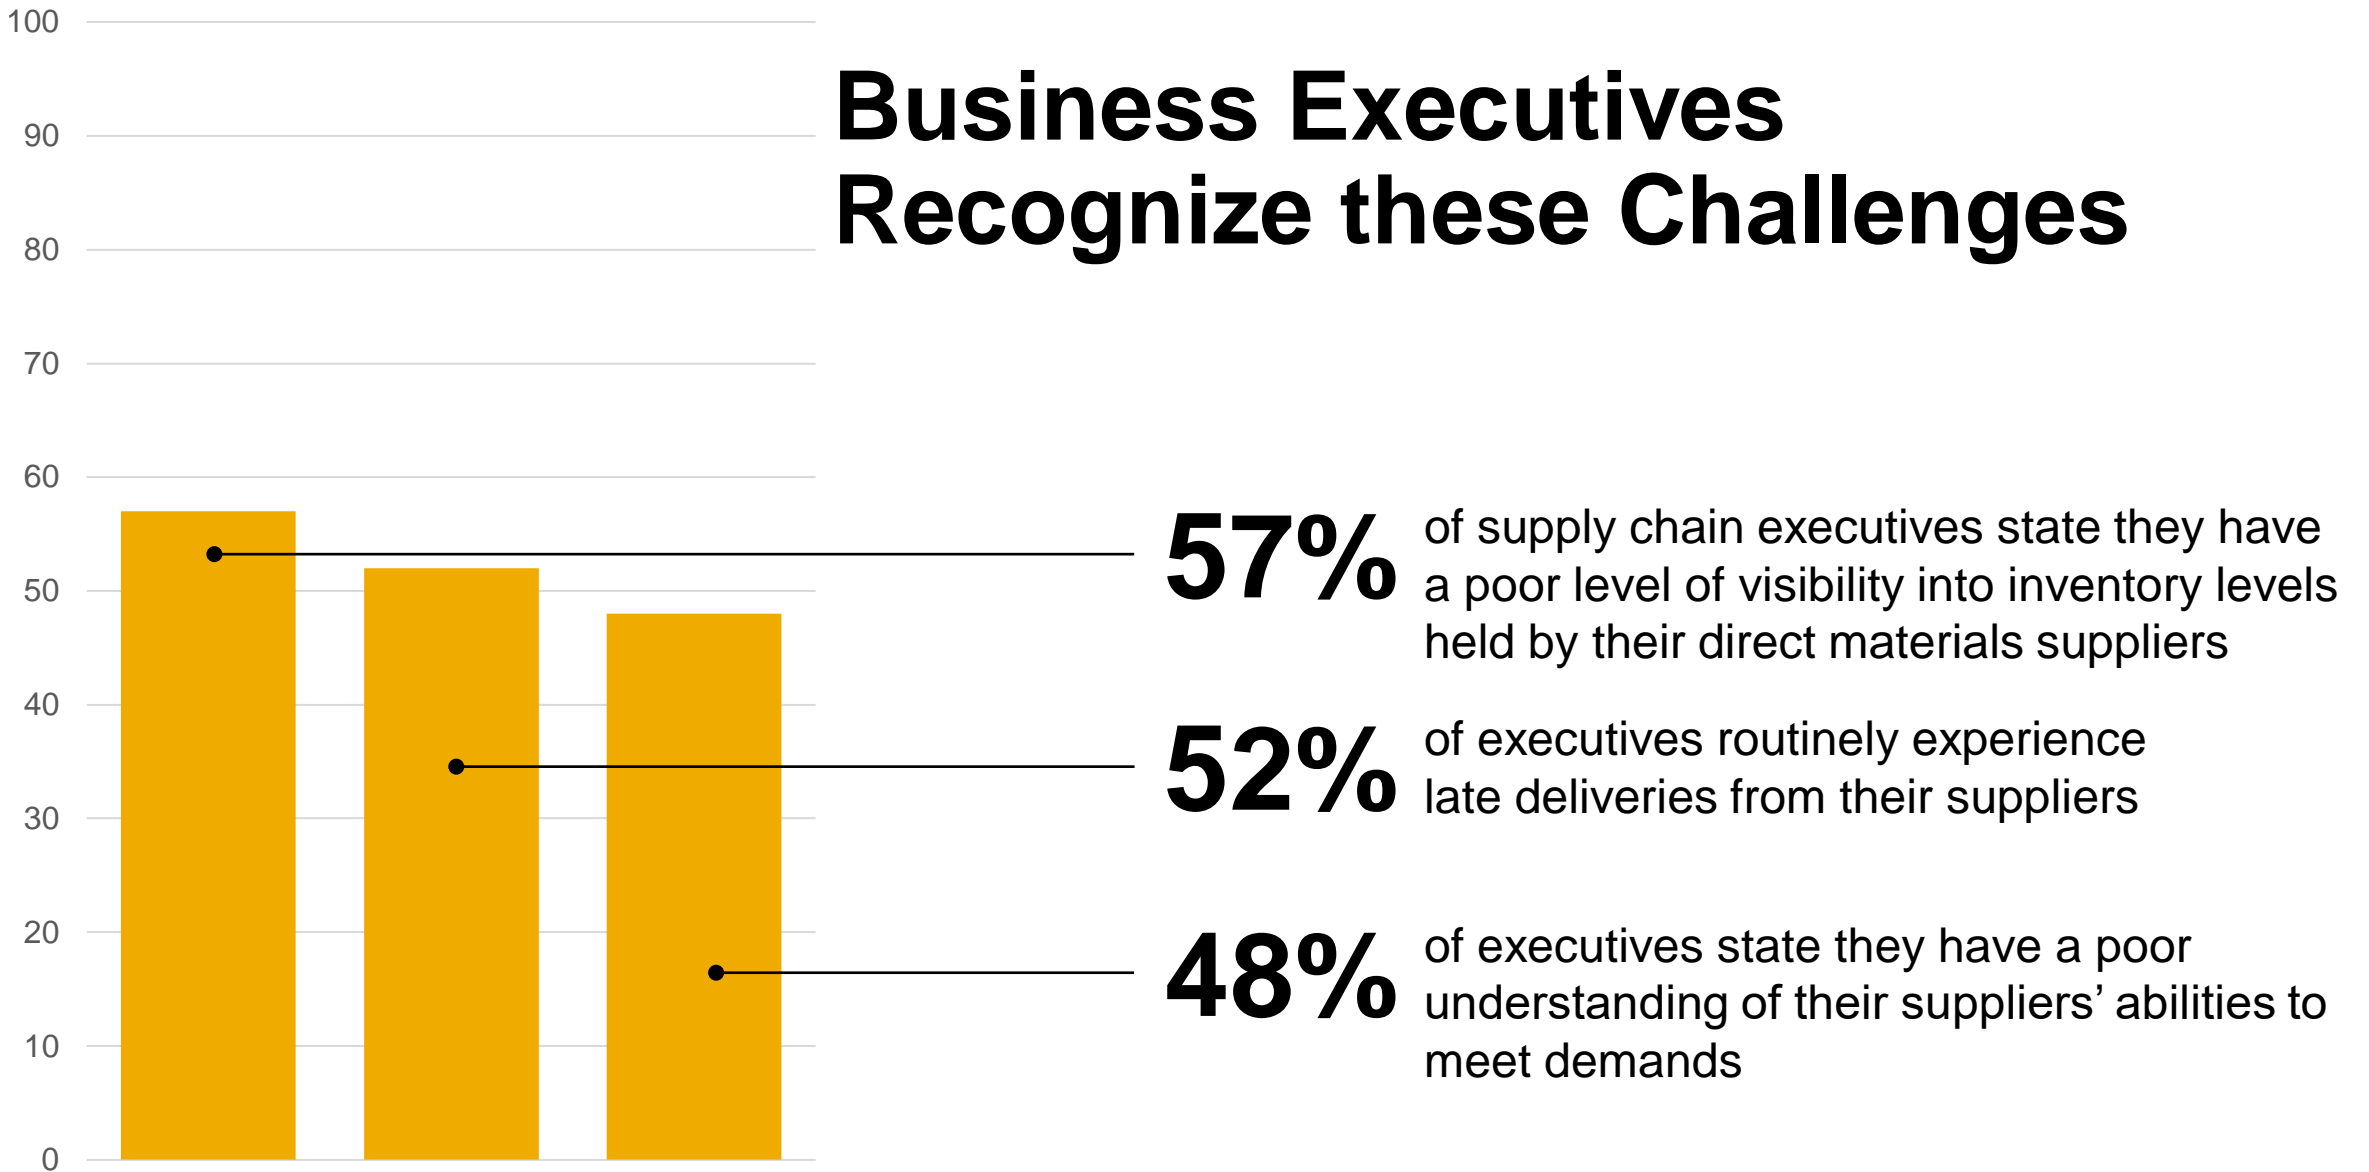 100
90
80
70
60
50
40
30
20
10
0
Business Executives
Recognize these Challenges
57%
of supply chain executives state they have
a poor level of visibility into inventory levels
held by their direct materials suppliers
52%
of executives routinely experience
late deliveries from their suppliers
48%
of executives state they have a poor
understanding of their suppliers’ abilities to
meet demands